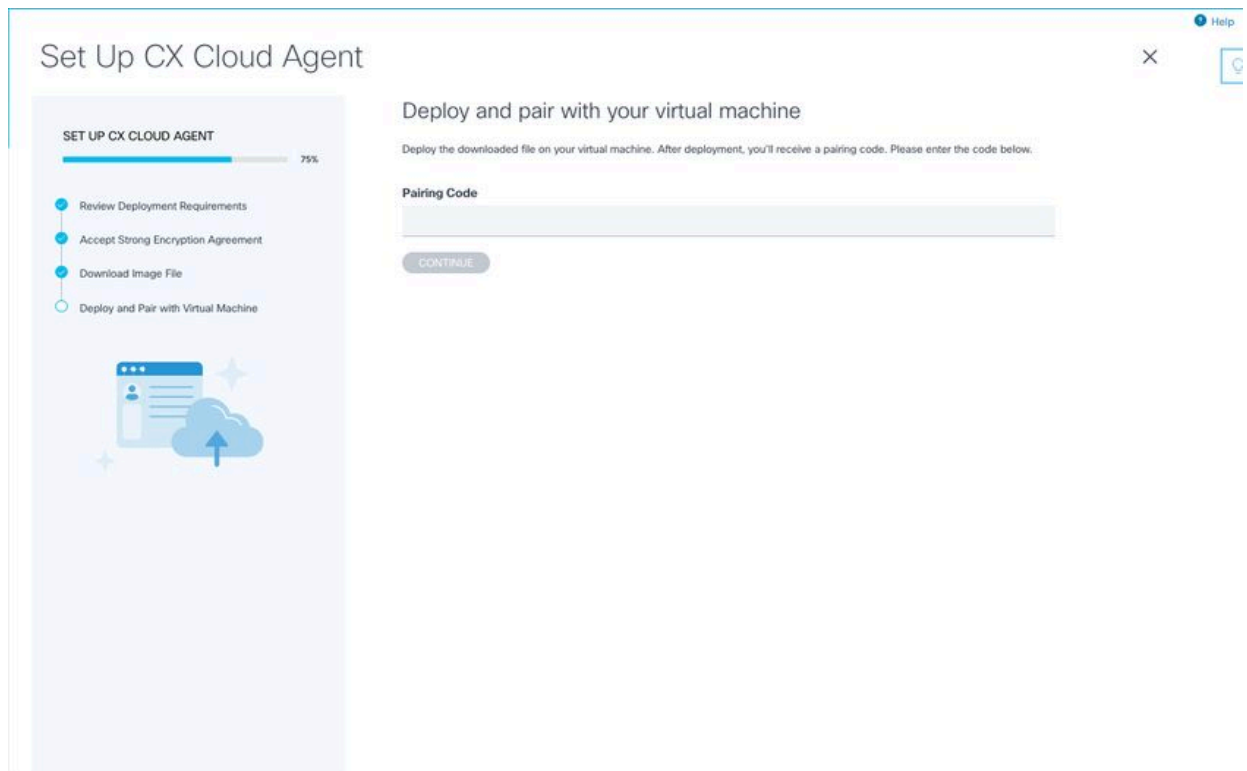 Help
Set Up CX Cloud Agent
SET UP CX CLOUD AGENT
75%
Review Deployment Requirements
Accept Strong Encryption Agreement
Download Image File
Deploy and Pair with Virtual Machine
Deploy and pair with your virtual machine
Deploy the downloaded file on your virtual machine. After deployment, you'll receive a pairing code. Please enter the code below.
Pairing Code
CONTINUE